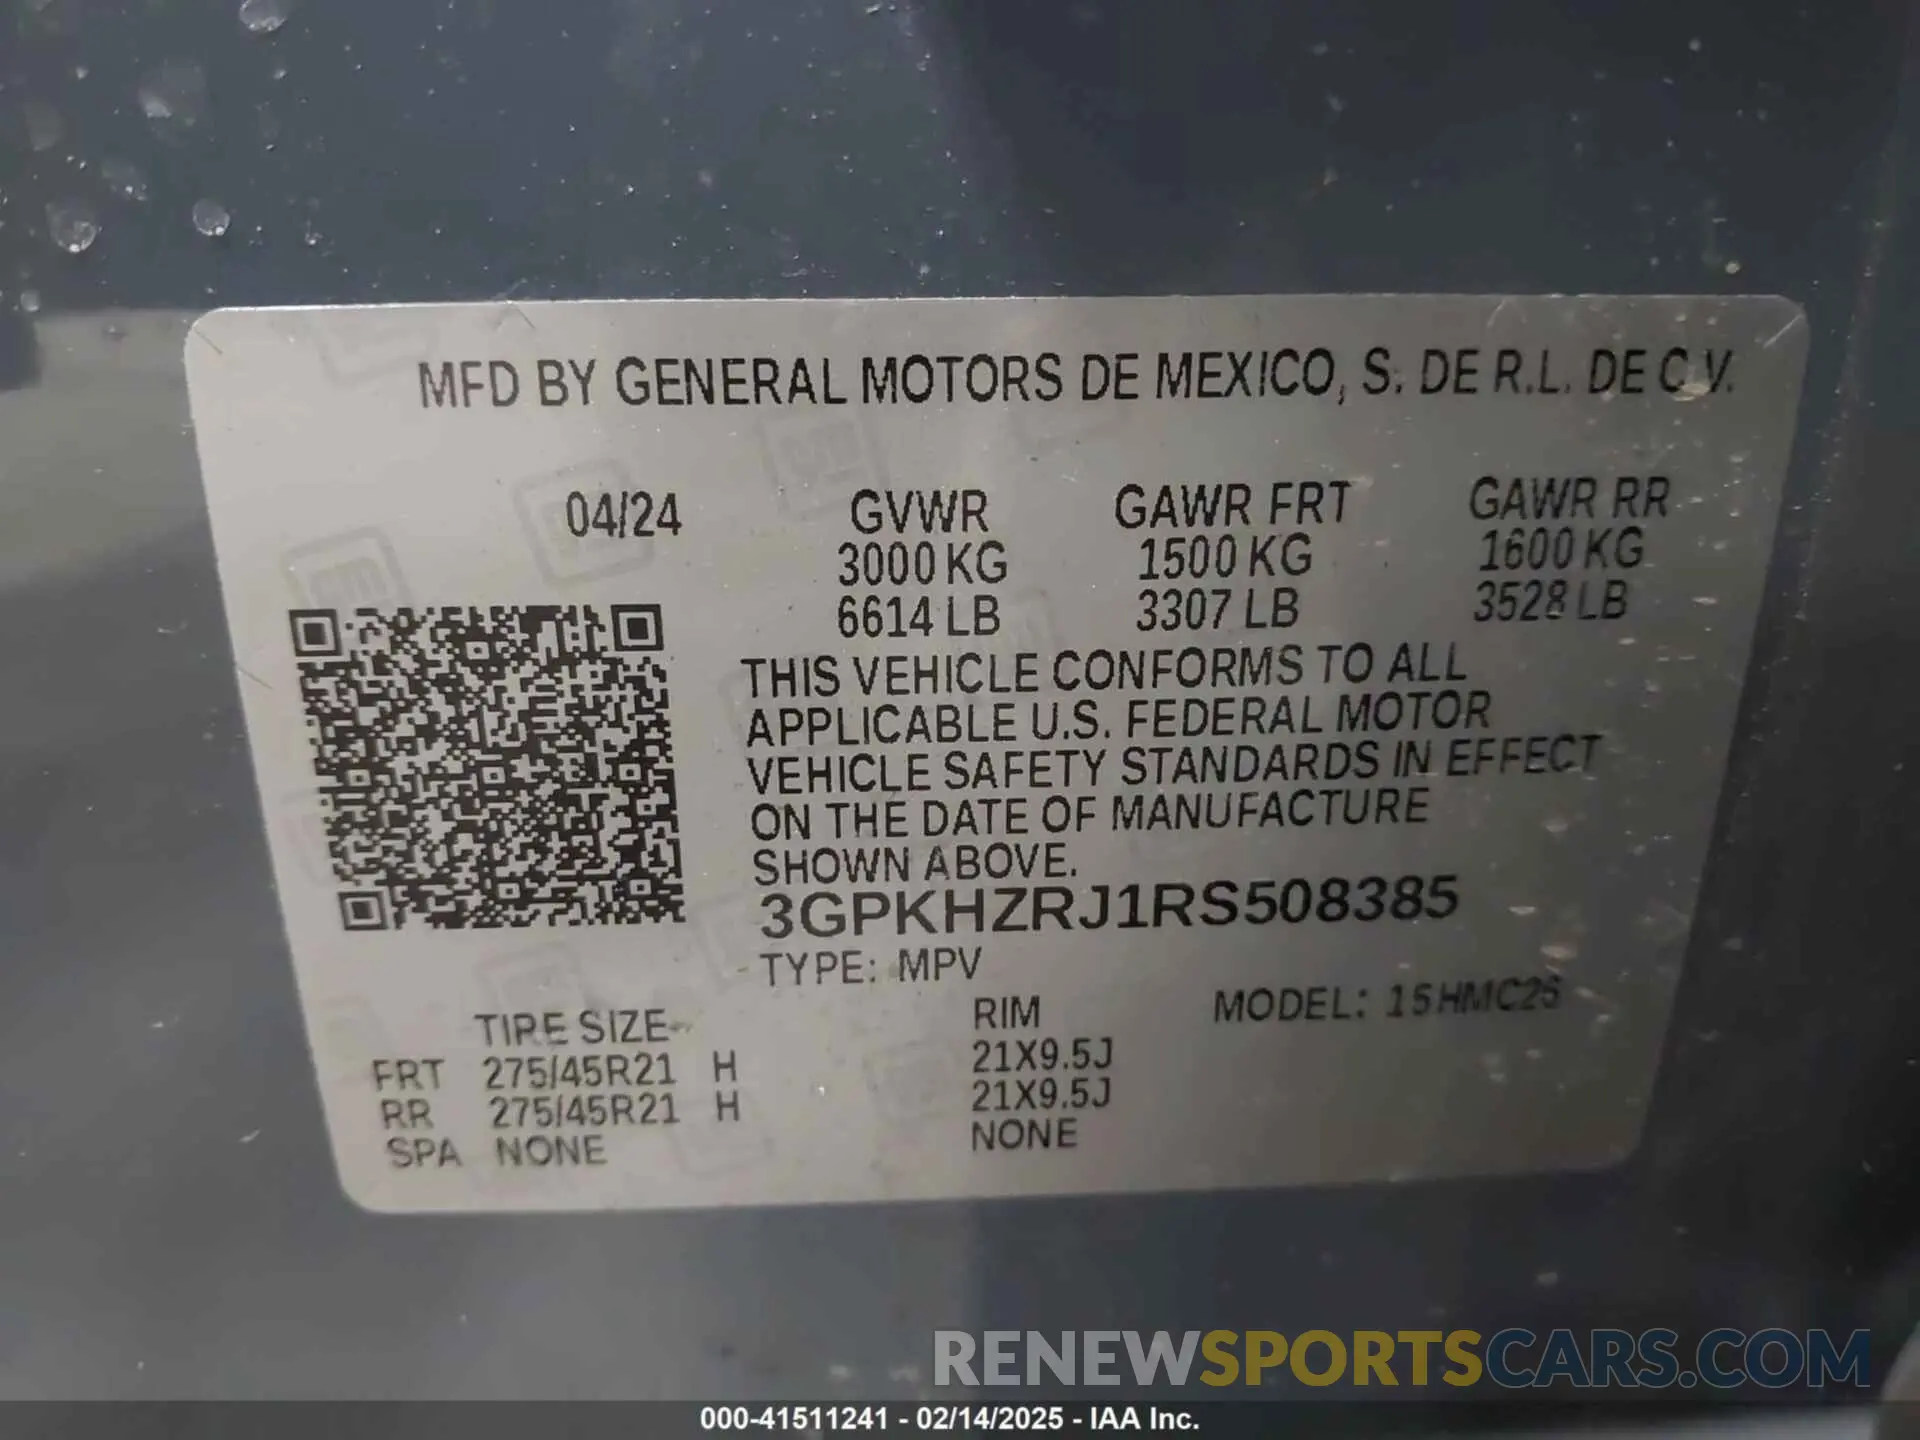 MFD BY GENERAL MOTORS DE MEXICO, S. DE R.L. DE C.V.
04/24 GVWR GAWR FRT GAWR RR
3000 KG 1500 KG 1600 KG
6614 LB 3307 LB 3528 LB
THIS VEHICLE CONFORMS TO ALL
APPLICABLE U.S. FEDERAL MOTOR
VEHICLE SAFETY STANDARDS IN EFFECT
ON THE DATE OF MANUFACTURE
SHOWN ABOVE.
3GPKHZRJ1RS508385
TYPE: MPV
TIRE SIZE RIM MODEL: 15HMC26
FRT 275/45R21 H 21X9.5J
RR 275/45R21 H 21X9.5J
SPA NONE NONE
RENEWSPORTSCARS.COM
000-41511241 - 02/14/2025 - IAA Inc.